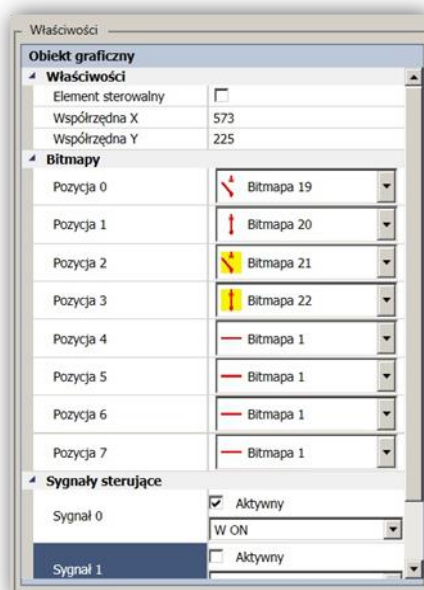 Właściwości
Obiekt graficzny
Właściwości
Element sterowalny
Współrzędna X 573
Współrzędna Y 225
Bitmapy
Pozycja 0 Bitmapa 19
Pozycja 1 Bitmapa 20
Pozycja 2 Bitmapa 21
Pozycja 3 Bitmapa 22
Pozycja 4 Bitmapa 1
Pozycja 5 Bitmapa 1
Pozycja 6 Bitmapa 1
Pozycja 7 Bitmapa 1
Sygnały sterujące
Sygnał 0 Aktywny
W ON
Sygnał 1 Aktywny